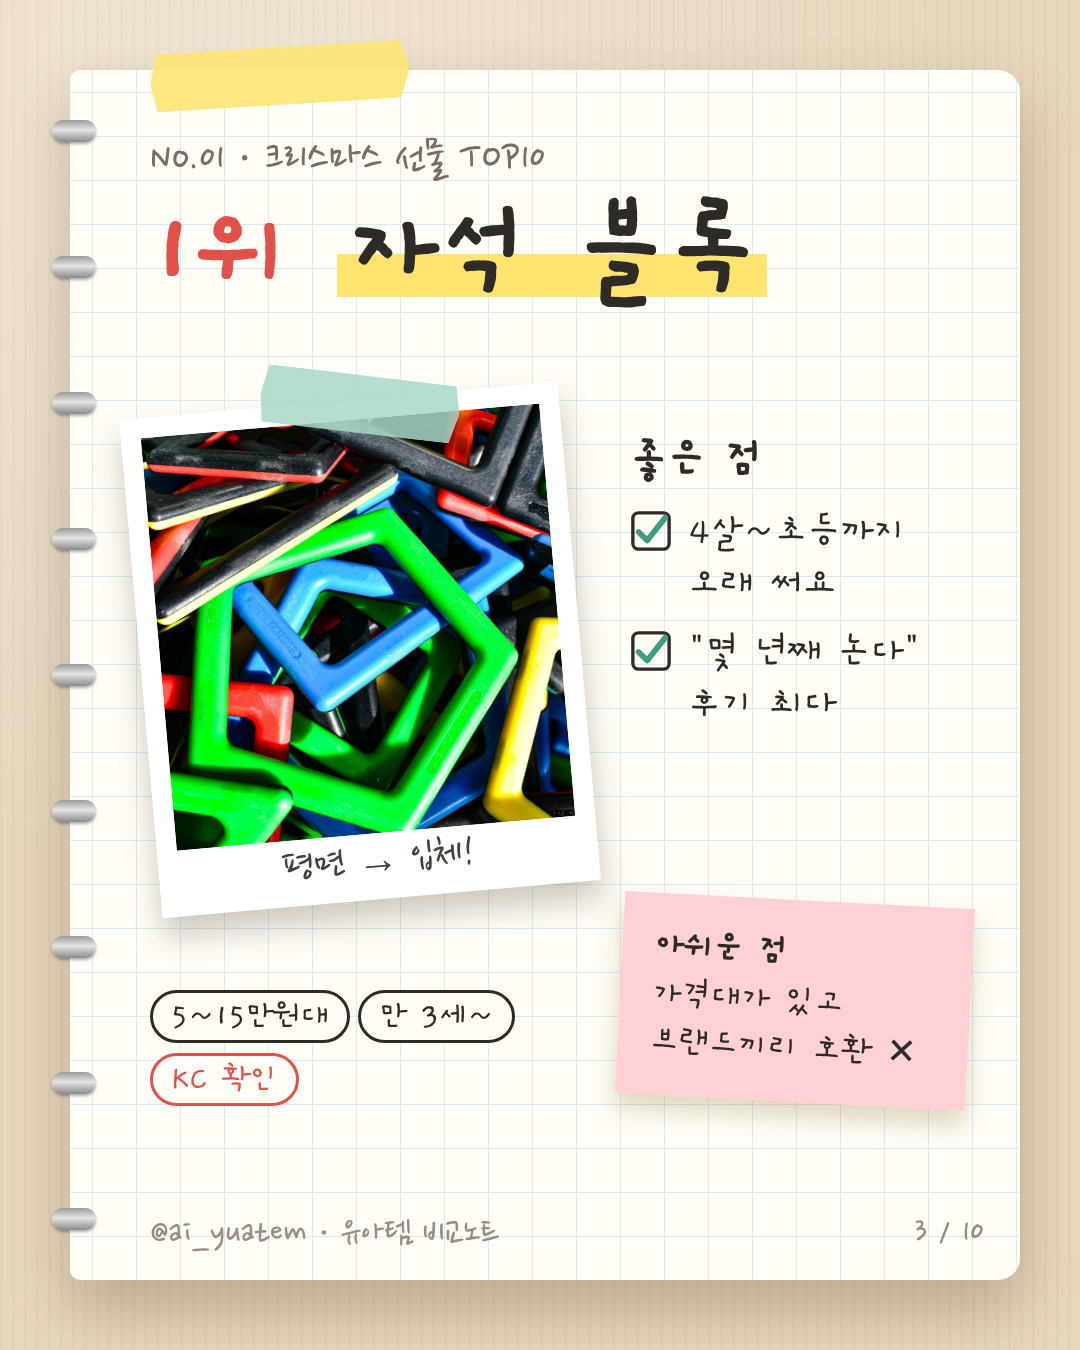 NO.01 · 크리스마스 선물 TOP10
1위 자석 블록
좋은 점
4살~초등까지
오래 써요
"몇 년째 논다"
후기 최다
평면 → 입체!
아쉬운 점
가격대가 있고
브랜드끼리 호환 ✕
5~15만원대
만 3세~
KC 확인
@ai_yuatem · 유아템 비교노트
3 / 10